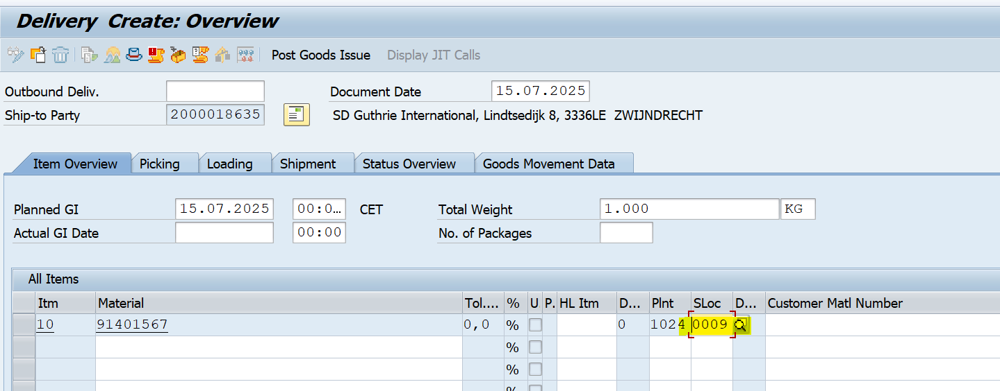 Delivery Create: Overview
Post Goods Issue Display JIT Calls
Outbound Deliv. Document Date 15.07.2025
Ship-to Party 2000018635 SD Guthrie International, Lindtsedijk 8, 3336LE ZWIJNDRECHT
Item Overview Picking Loading Shipment Status Overview Goods Movement Data
Planned GI 15.07.2025 00:0... CET Total Weight 1.000 KG
Actual GI Date 00:00 No. of Packages
All Items
Itm Material Tol.... % U P. HL Itm D... Plnt SLoc D... Customer Matl Number
10 91401567 0,0 % 0 1024 0009
%
%
%